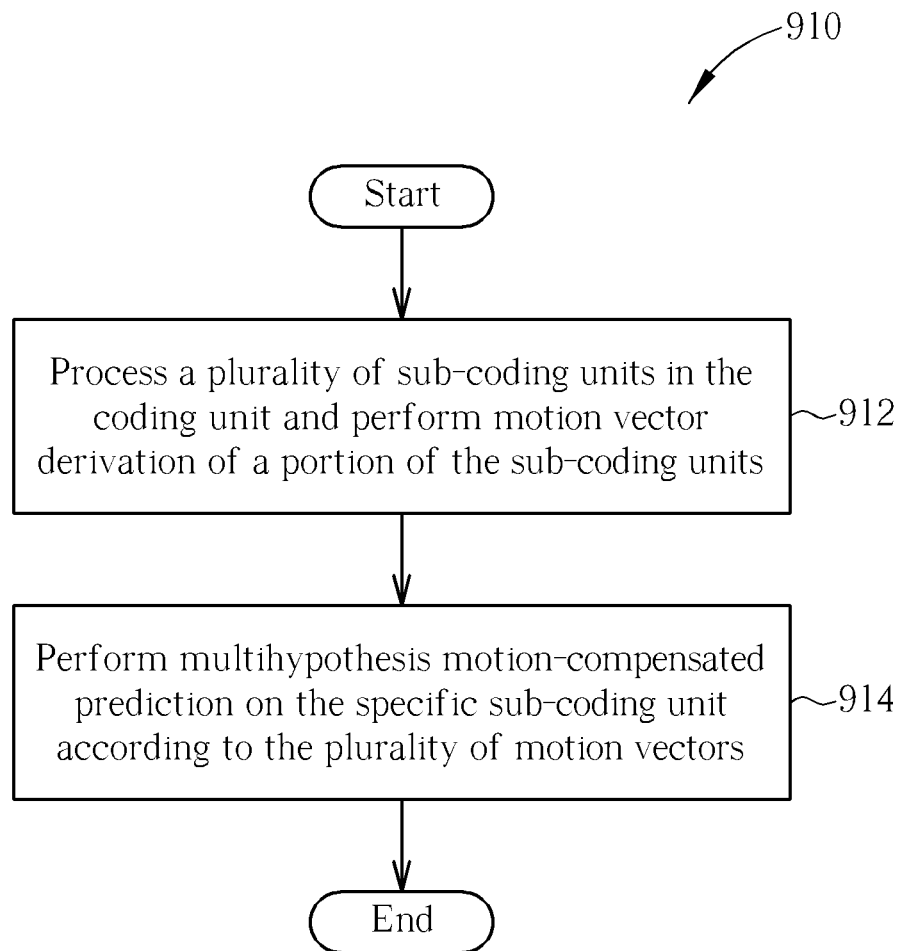 910
Start
Process a plurality of sub-coding units in the
coding unit and perform motion vector
derivation of a portion of the sub-coding units
912
Perform multihypothesis motion-compensated
prediction on the specific sub-coding unit
according to the plurality of motion vectors
914
End